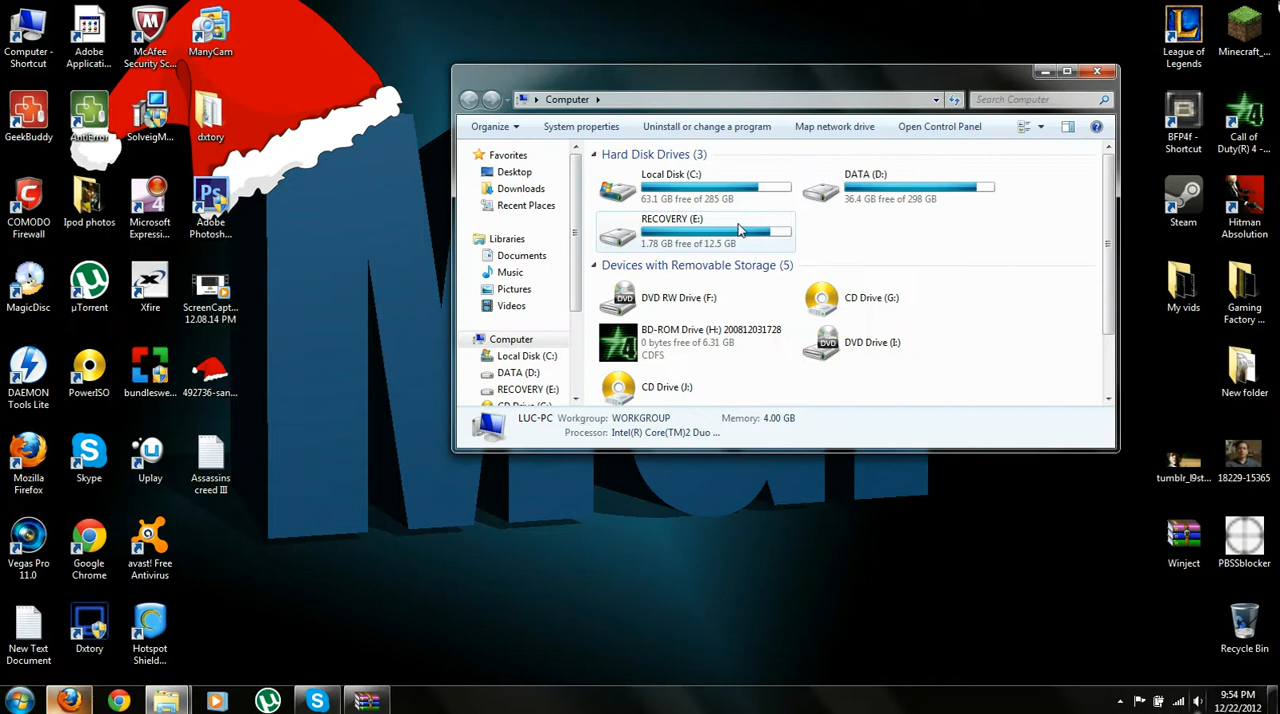 Computer - Shortcut
Adobe Applicati...
McAfee Security Sc...
ManyCam
GeekBuddy
AntiError
SolveigM...
dxtory
COMODO Firewall
Ipod photos
Microsoft Expressi...
Adobe Photosh...
MagicDisc
µTorrent
Xfire
ScreenCapt... 12.08.14 PM
DAEMON Tools Lite
PowerISO
bundleswe...
492736-san...
Mozilla Firefox
Skype
Uplay
Assassins creed III
Vegas Pro 11.0
Google Chrome
avast! Free Antivirus
New Text Document
Dxtory
Hotspot Shield...
Computer
Search Computer
Organize
System properties
Uninstall or change a program
Map network drive
Open Control Panel
Favorites
Desktop
Downloads
Recent Places
Libraries
Documents
Music
Pictures
Videos
Computer
Local Disk (C:)
DATA (D:)
RECOVERY (E:)
CD Drive (G:)
Hard Disk Drives (3)
Local Disk (C:)
63.1 GB free of 285 GB
DATA (D:)
36.4 GB free of 298 GB
RECOVERY (E:)
1.78 GB free of 12.5 GB
Devices with Removable Storage (5)
DVD RW Drive (F:)
CD Drive (G:)
BD-ROM Drive (H:) 200812031728
0 bytes free of 6.31 GB
CDFS
DVD Drive (I:)
CD Drive (J:)
LUC-PC Workgroup: WORKGROUP Memory: 4.00 GB
Processor: Intel(R) Core(TM)2 Duo ...
League of Legends
Minecraft_...
BFP4f - Shortcut
Call of Duty(R) 4 -...
Steam
Hitman Absolution
My vids
Gaming Factory ...
New folder
tumblr_l9st...
18229-15365
Winject
PBSSblocker
Recycle Bin
9:54 PM
12/22/2012